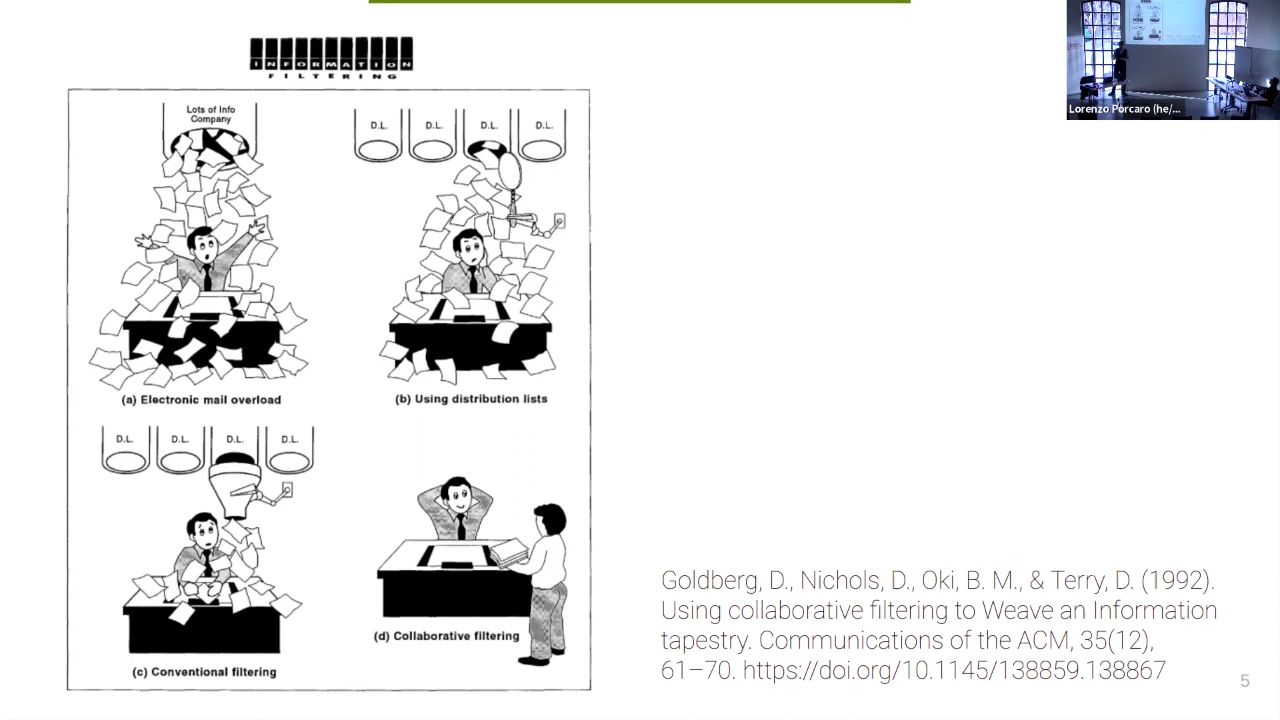 INFORMATION
FILTERING
Lots of Info
Company
D.L. D.L. D.L. D.L.
(a) Electronic mail overload
(b) Using distribution lists
D.L. D.L. D.L. D.L.
(c) Conventional filtering
(d) Collaborative filtering
Goldberg, D., Nichols, D., Oki, B. M., & Terry, D. (1992).
Using collaborative filtering to Weave an Information
tapestry. Communications of the ACM, 35(12),
61–70. https://doi.org/10.1145/138859.138867
5
Lorenzo Porcaro (he/...